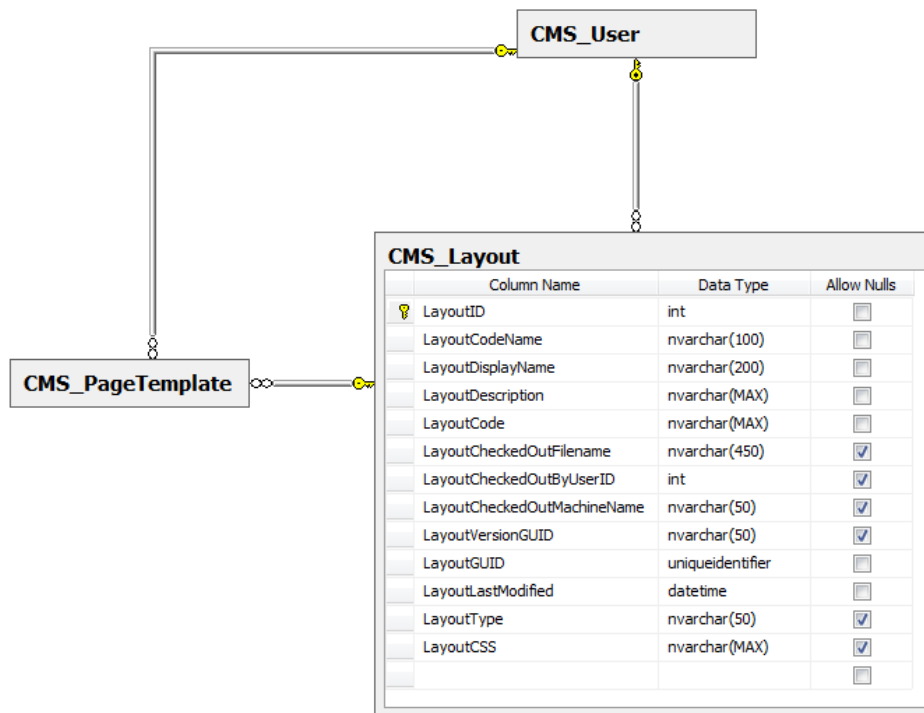 CMS_User
CMS_PageTemplate
CMS_Layout
Column Name Data Type Allow Nulls
LayoutID int
LayoutCodeName nvarchar(100)
LayoutDisplayName nvarchar(200)
LayoutDescription nvarchar(MAX)
LayoutCode nvarchar(MAX)
LayoutCheckedOutFilename nvarchar(450)
LayoutCheckedOutByUserID int
LayoutCheckedOutMachineName nvarchar(50)
LayoutVersionGUID nvarchar(50)
LayoutGUID uniqueidentifier
LayoutLastModified datetime
LayoutType nvarchar(50)
LayoutCSS nvarchar(MAX)